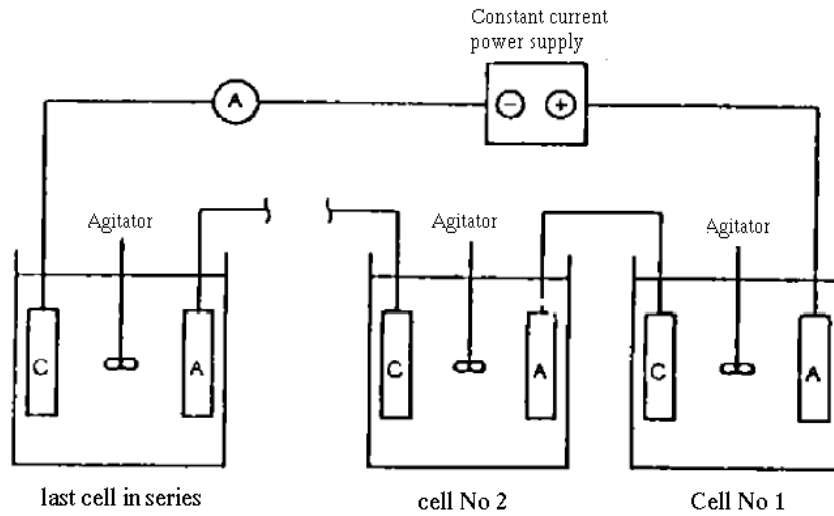 Constant current
power supply
A
− +
Agitator
Agitator
Agitator
C
A
C
A
C
A
last cell in series
cell No 2
Cell No 1